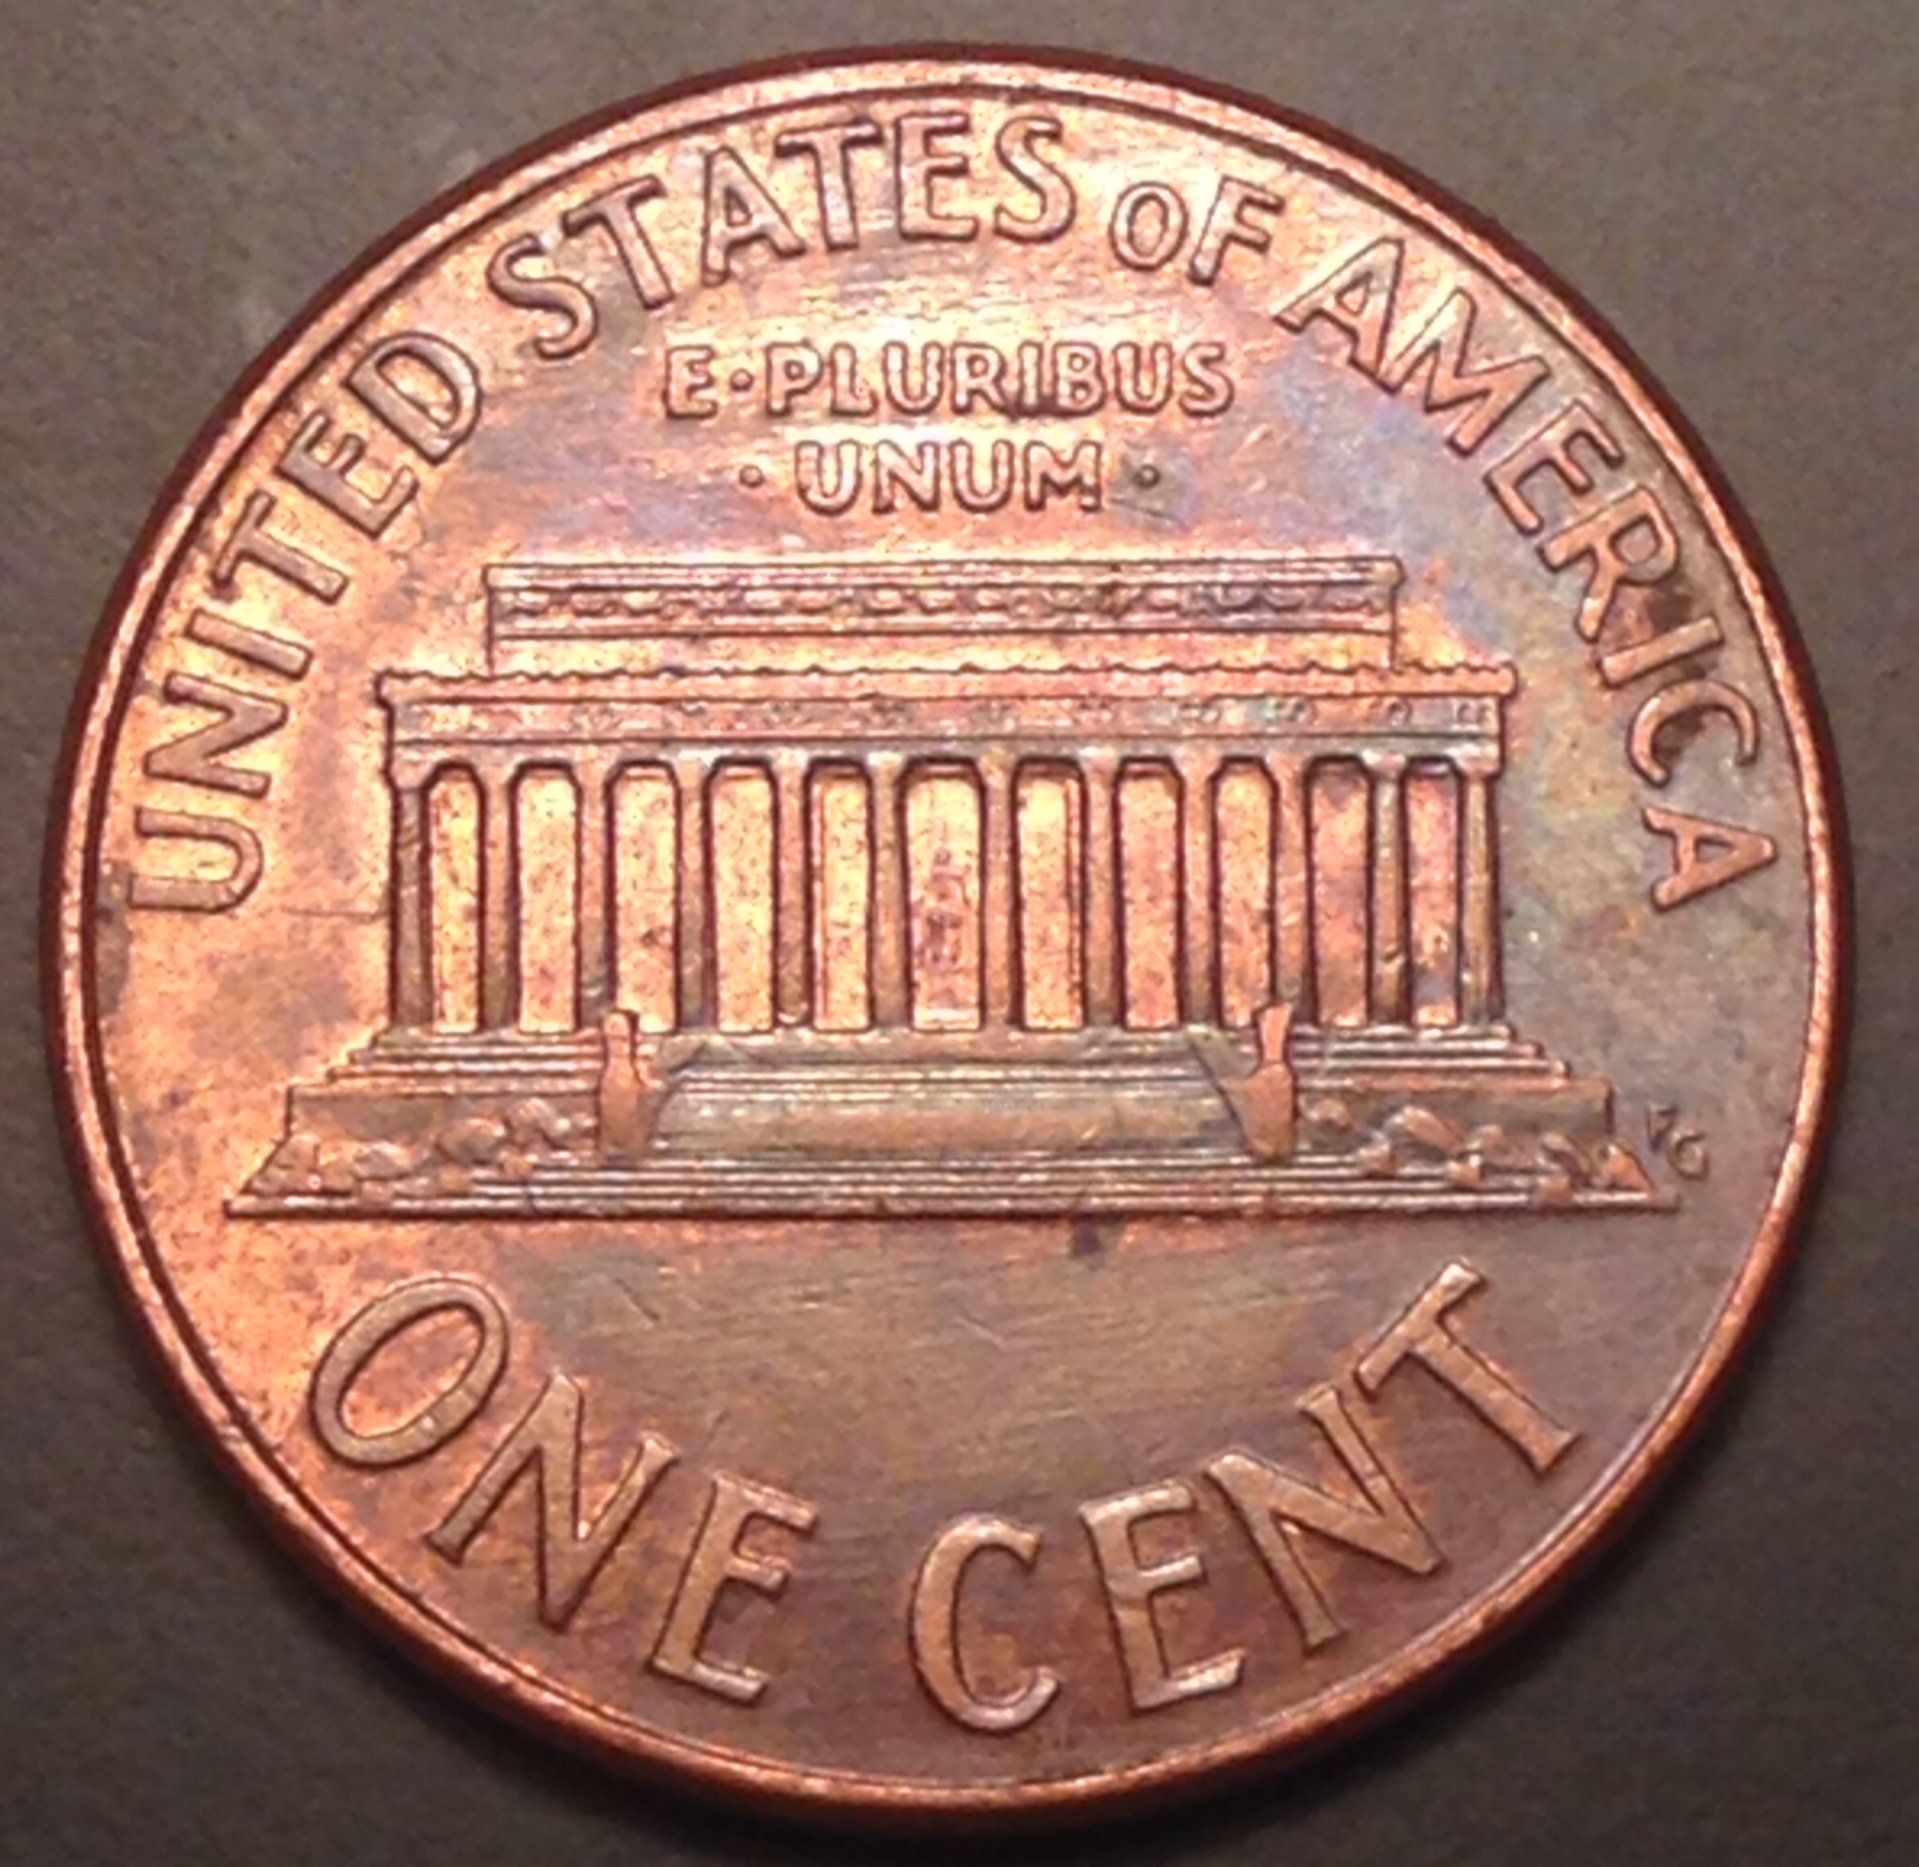 UNITED STATES OF AMERICA
E·PLURIBUS
·UNUM·
FG
ONE CENT